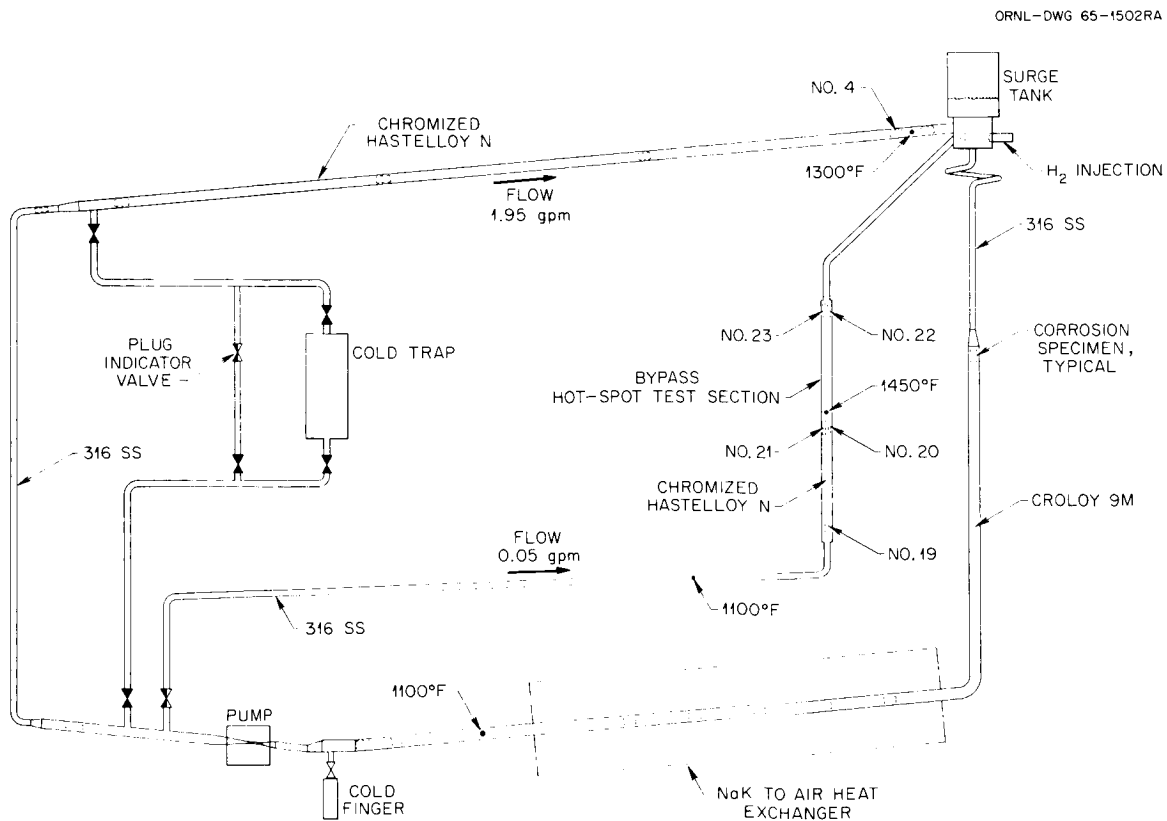 ORNL-DWG 65-1502RA
SURGE
TANK
NO. 4
CHROMIZED
HASTELLOY N
1300°F
H2 INJECTION
FLOW
1.95 gpm
316 SS
NO. 23
NO. 22
CORROSION
SPECIMEN,
TYPICAL
PLUG
INDICATOR
VALVE
COLD TRAP
BYPASS
HOT-SPOT TEST SECTION
1450°F
NO. 21
NO. 20
316 SS
CHROMIZED
HASTELLOY N
CROLOY 9M
FLOW
0.05 gpm
NO. 19
1100°F
316 SS
1100°F
PUMP
COLD
FINGER
NaK TO AIR HEAT
EXCHANGER